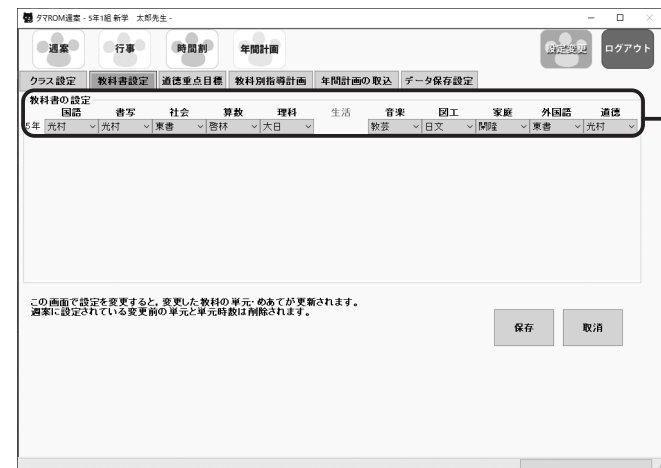 タマROM週案 - 5年1組 新学　太郎先生 -
週案　行事　時間割　年間計画　設定変更　ログアウト
クラス設定　教科書設定　道徳重点目標　教科別指導計画　年間計画の取込　データ保存設定
教科書の設定
国語　書写　社会　算数　理科　生活　音楽　図工　家庭　外国語　道徳
5年　光村　光村　東書　啓林　大日　教芸　日文　開隆　東書　光村
この画面で設定を変更すると, 変更した教科の単元・めあてが更新されます。
週案に設定されている変更前の単元と単元時数は削除されます。
保存　取消